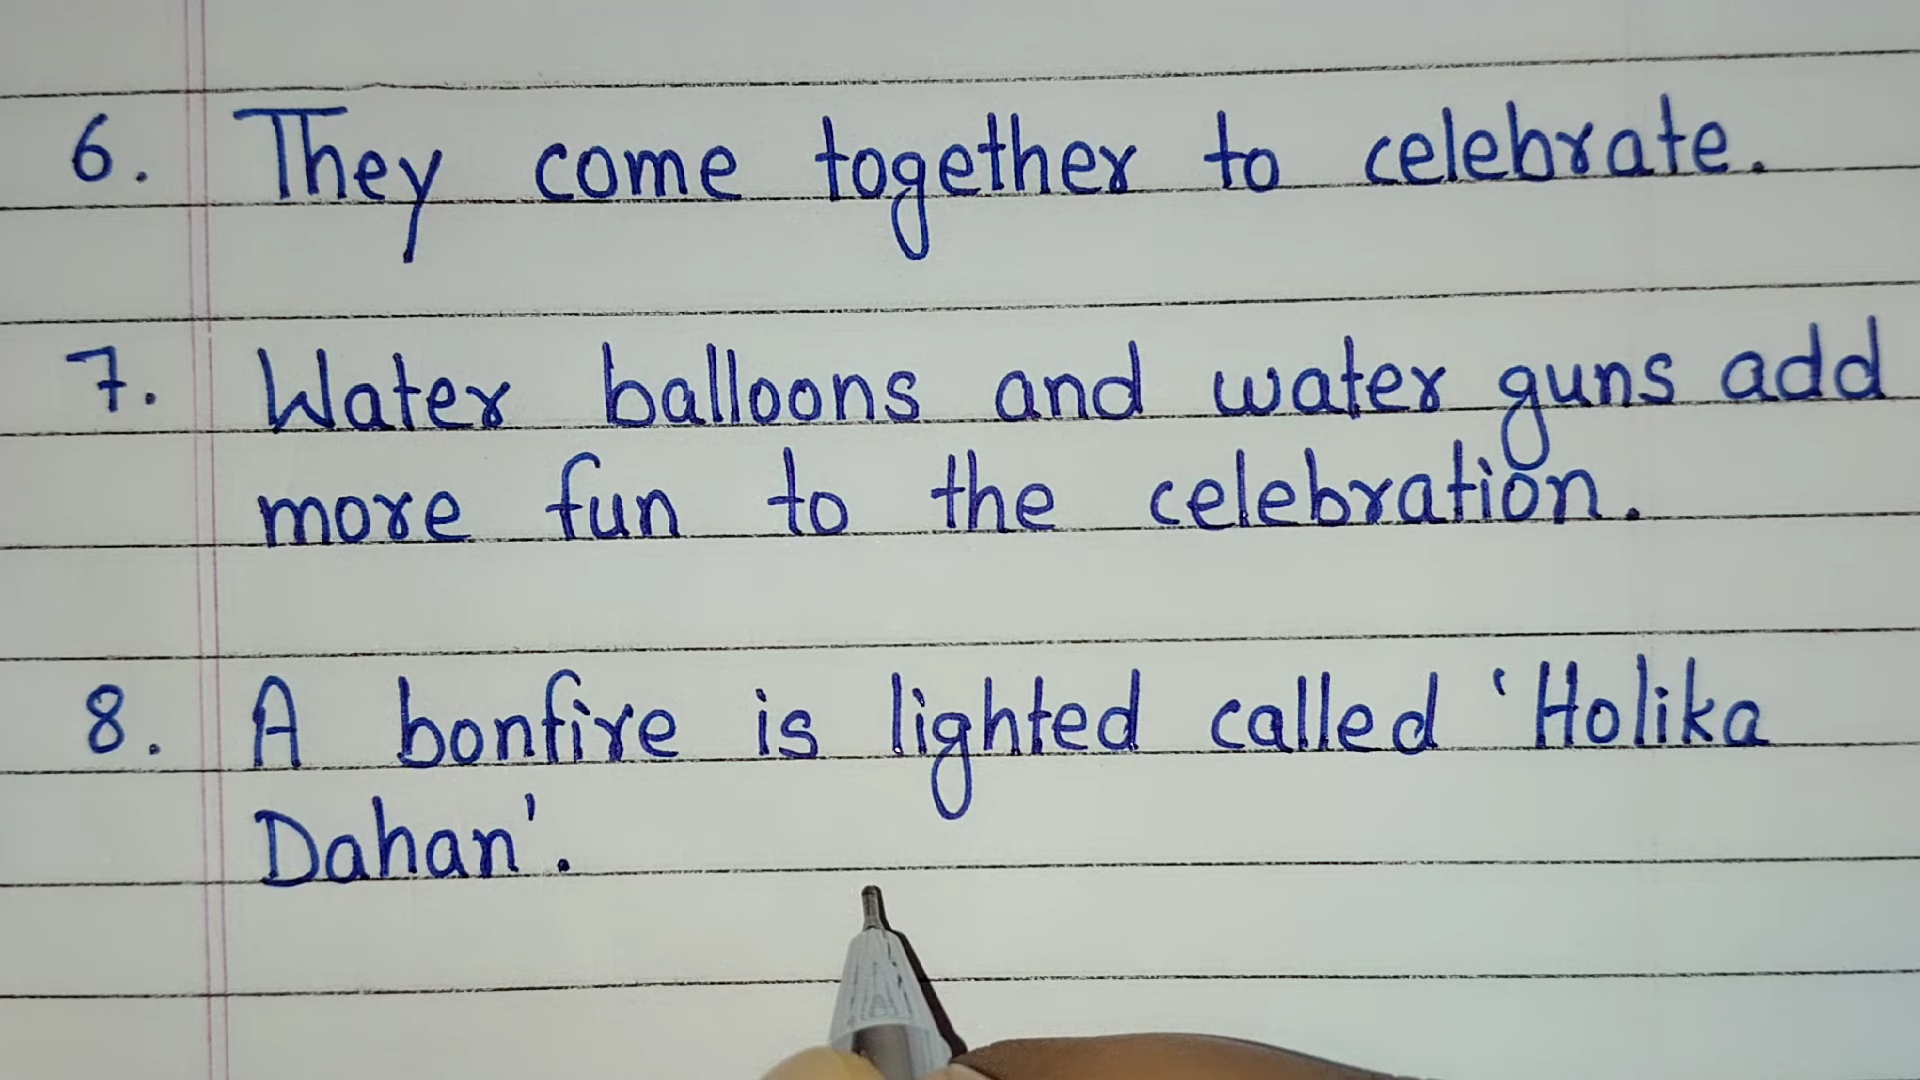 6. They come together to celebrate.
7. Water balloons and water guns add
more fun to the celebration.
8. A bonfire is lighted called 'Holika
Dahan'.